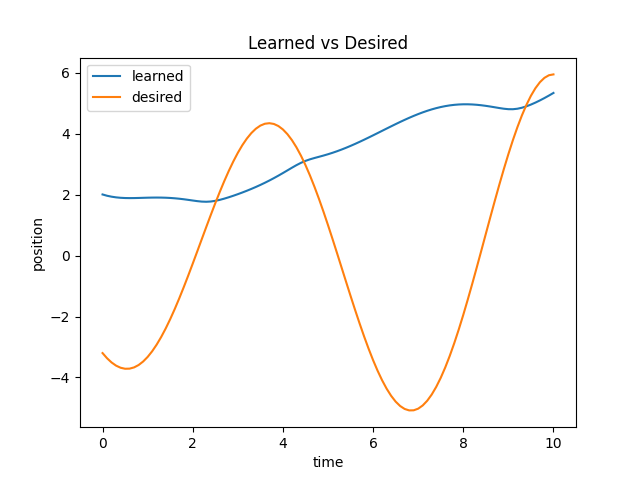 Learned vs Desired
learned
desired
6
4
2
0
−2
−4
position
0 2 4 6 8 10
time